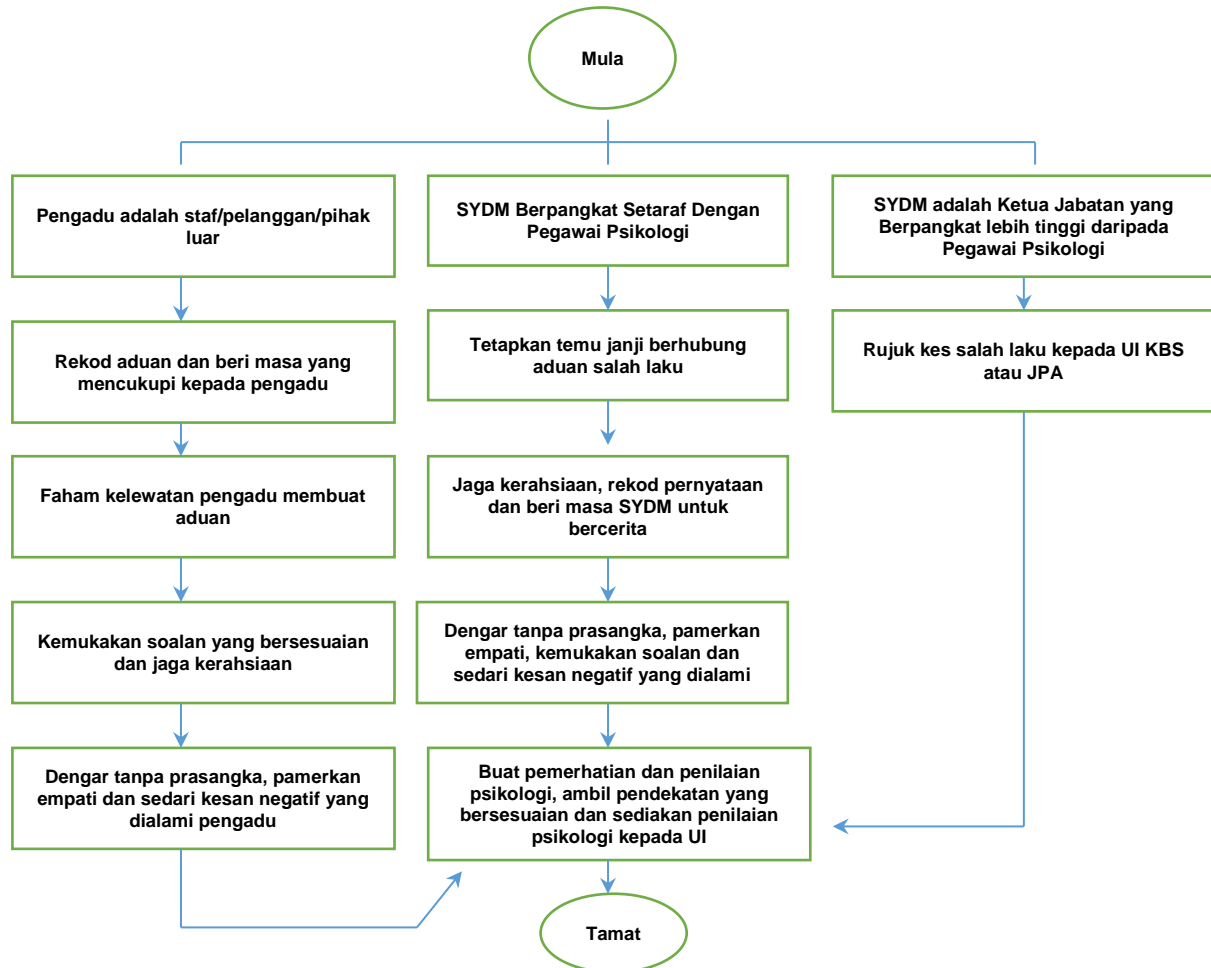 Mula
Pengadu adalah staf/pelanggan/pihak
luar
Rekod aduan dan beri masa yang
mencukupi kepada pengadu
Faham kelewatan pengadu membuat
aduan
Kemukakan soalan yang bersesuaian
dan jaga kerahsiaan
Dengar tanpa prasangka, pamerkan
empati dan sedari kesan negatif yang
dialami pengadu
SYDM Berpangkat Setaraf Dengan
Pegawai Psikologi
Tetapkan temu janji berhubung
aduan salah laku
Jaga kerahsiaan, rekod pernyataan
dan beri masa SYDM untuk
bercerita
Dengar tanpa prasangka, pamerkan
empati, kemukakan soalan dan
sedari kesan negatif yang dialami
Buat pemerhatian dan penilaian
psikologi, ambil pendekatan yang
bersesuaian dan sediakan penilaian
psikologi kepada UI
SYDM adalah Ketua Jabatan yang
Berpangkat lebih tinggi daripada
Pegawai Psikologi
Rujuk kes salah laku kepada UI KBS
atau JPA
Tamat